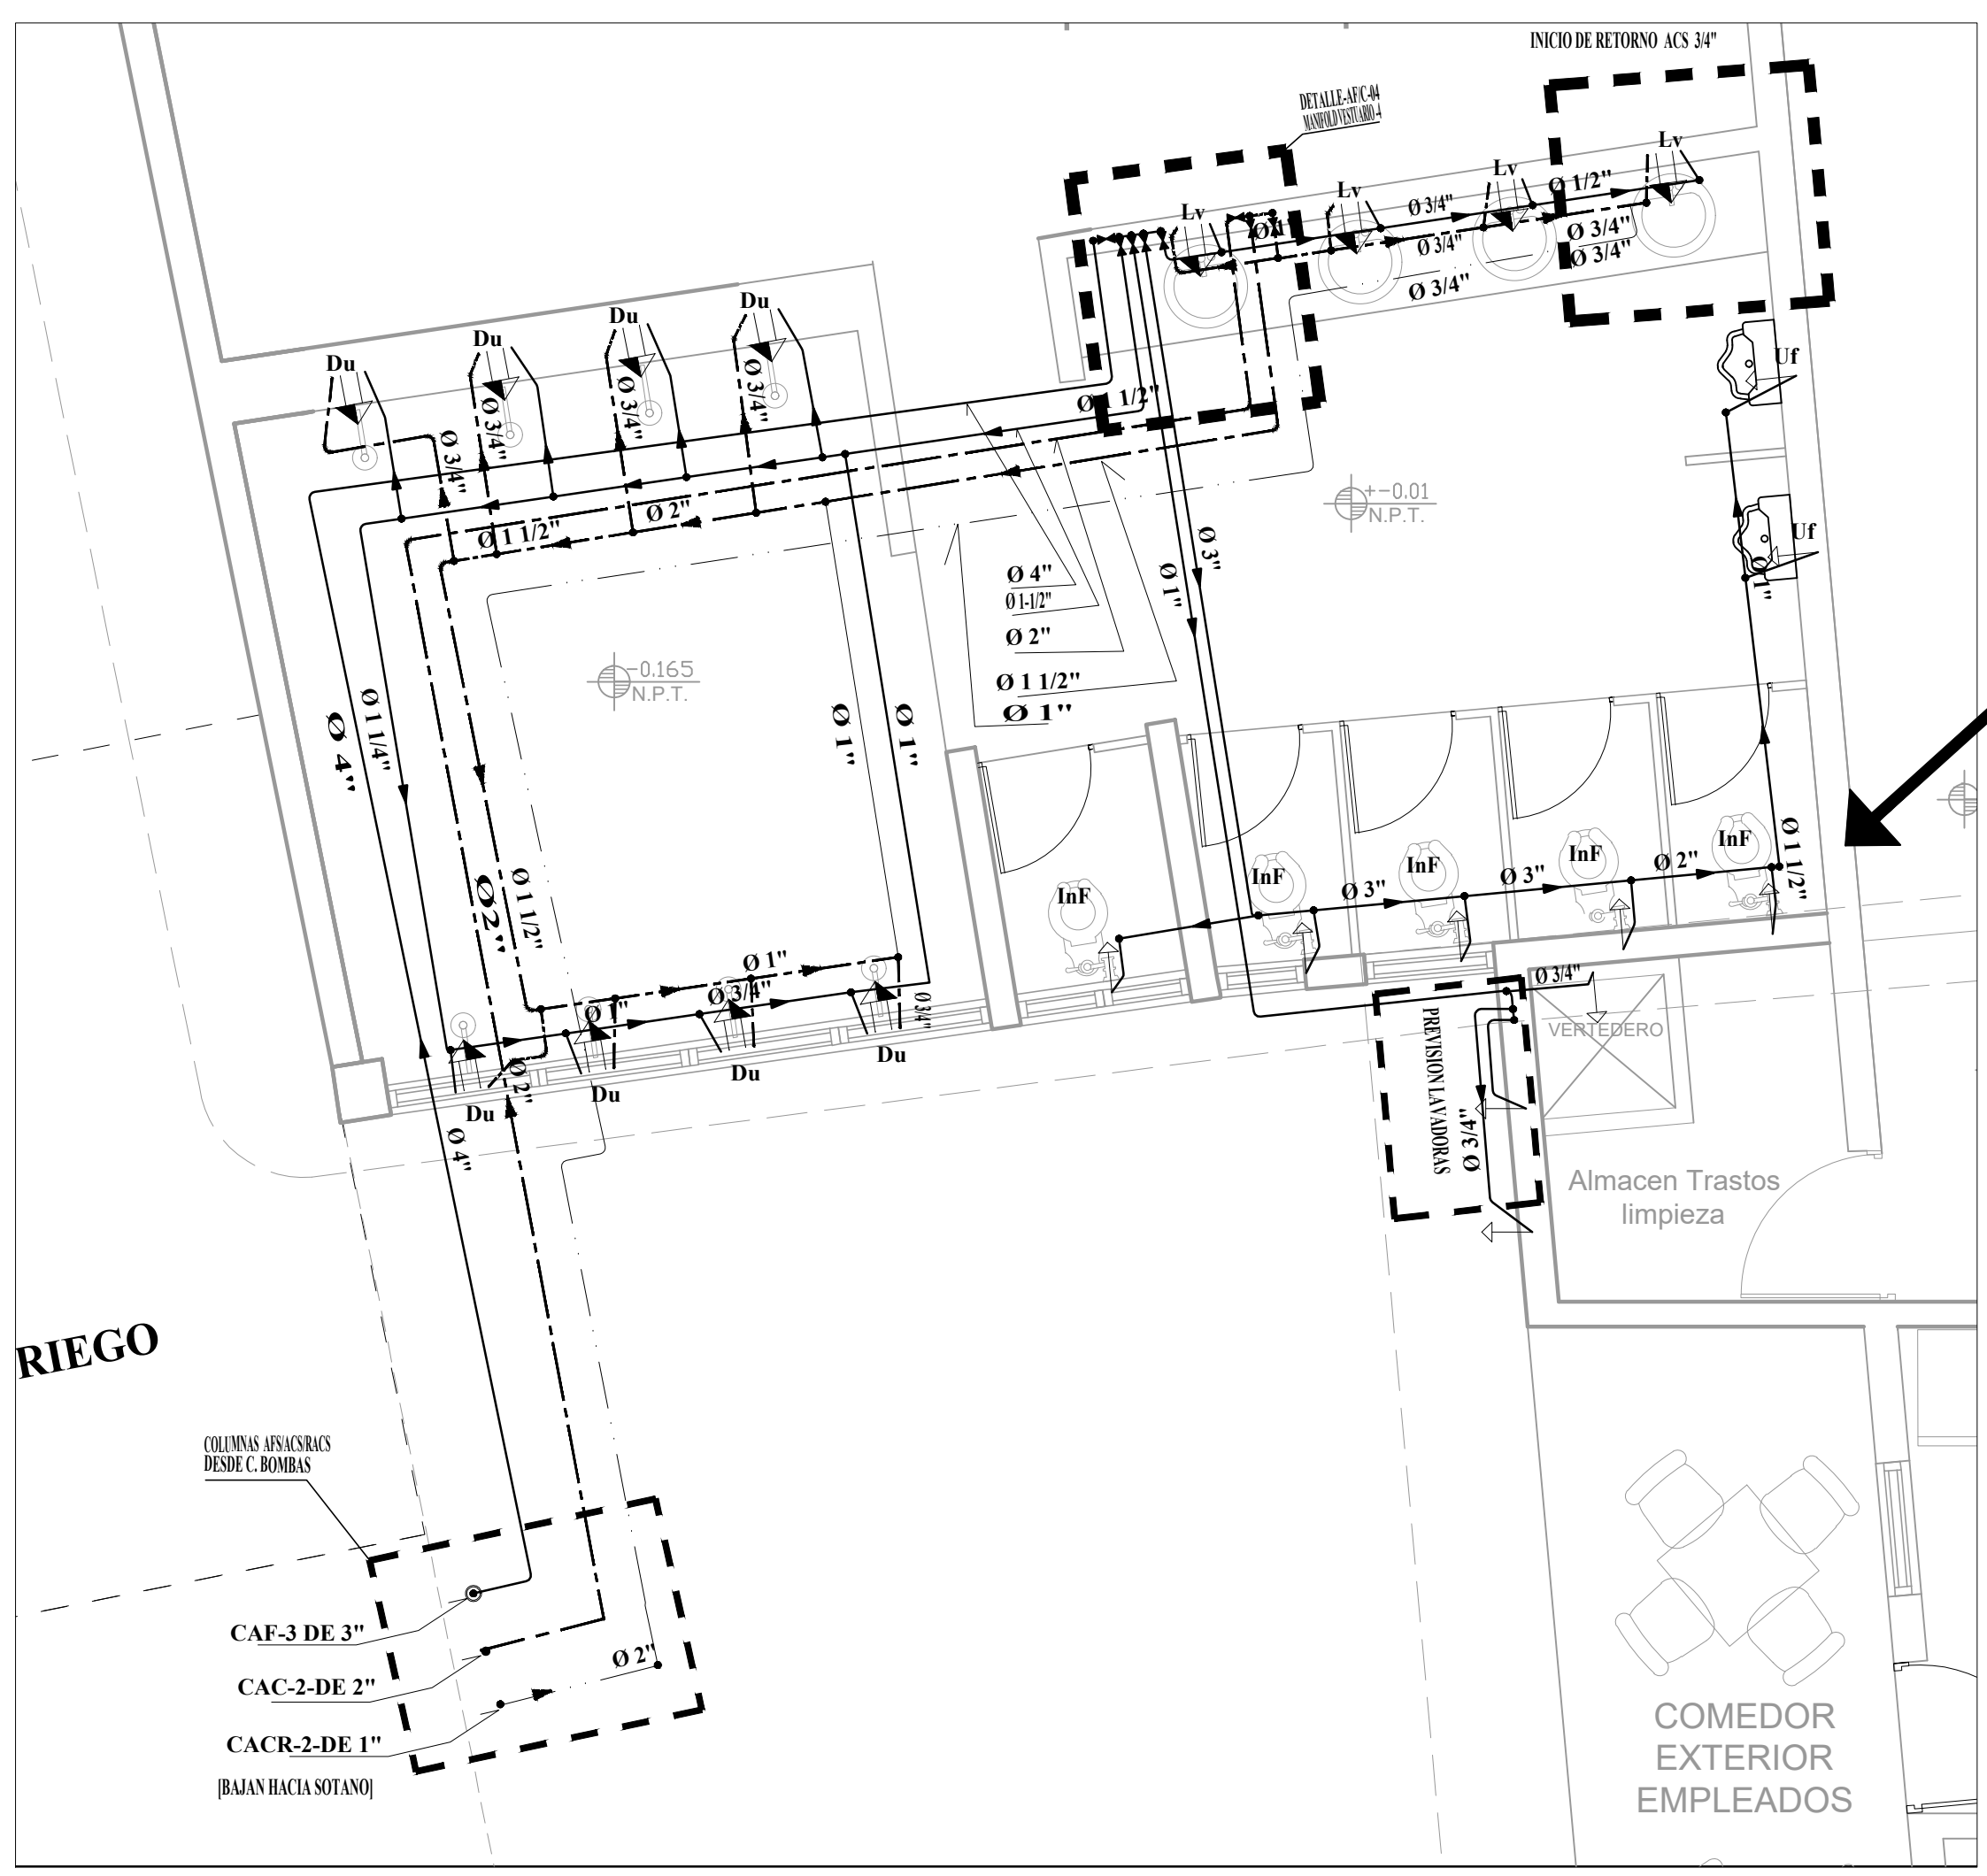 INICIO DE RETORNO ACS 3/4"
DETALLE-AF/C-04
MANIFOLD VESTUARIO-4
Lv
Lv
Lv
Lv
Ø 1/2"
Ø 3/4"
Ø 1"
Ø 3/4"
Ø 3/4"
Ø 3/4"
Ø 3/4"
Du
Du
Du
Du
Uf
Ø 1 1/2"
Ø 3/4"
Ø 3/4"
Ø 3/4"
Ø 3/4"
+-0.01
N.P.T.
Ø 2"
Ø 1 1/2"
Uf
Ø 3"
Ø 1"
Ø 1"
Ø 4"
Ø 1-1/2"
Ø 2"
Ø 1 1/2"
Ø 1"
-0.165
N.P.T.
Ø 1 1/4"
Ø 4"
Ø 1"
Ø 1"
InF
InF
InF
InF
InF
Ø 3"
Ø 3"
Ø 2"
Ø 1 1/2"
Ø2"
Ø 1 1/2"
Ø 1"
Ø 3/4"
Ø 1"
Ø 3/4"
Ø 3/4"
VERTEDERO
PREVISION LAVADORAS
Ø 3/4"
Du
Du
Du
Du
Ø 2"
Ø 4"
Almacen Trastos
limpieza
RIEGO
COLUMNAS AFS/ACS/RACS
DESDE C. BOMBAS
CAF-3 DE 3"
CAC-2-DE 2"
Ø 2"
CACR-2-DE 1"
[BAJAN HACIA SOTANO]
COMEDOR
EXTERIOR
EMPLEADOS